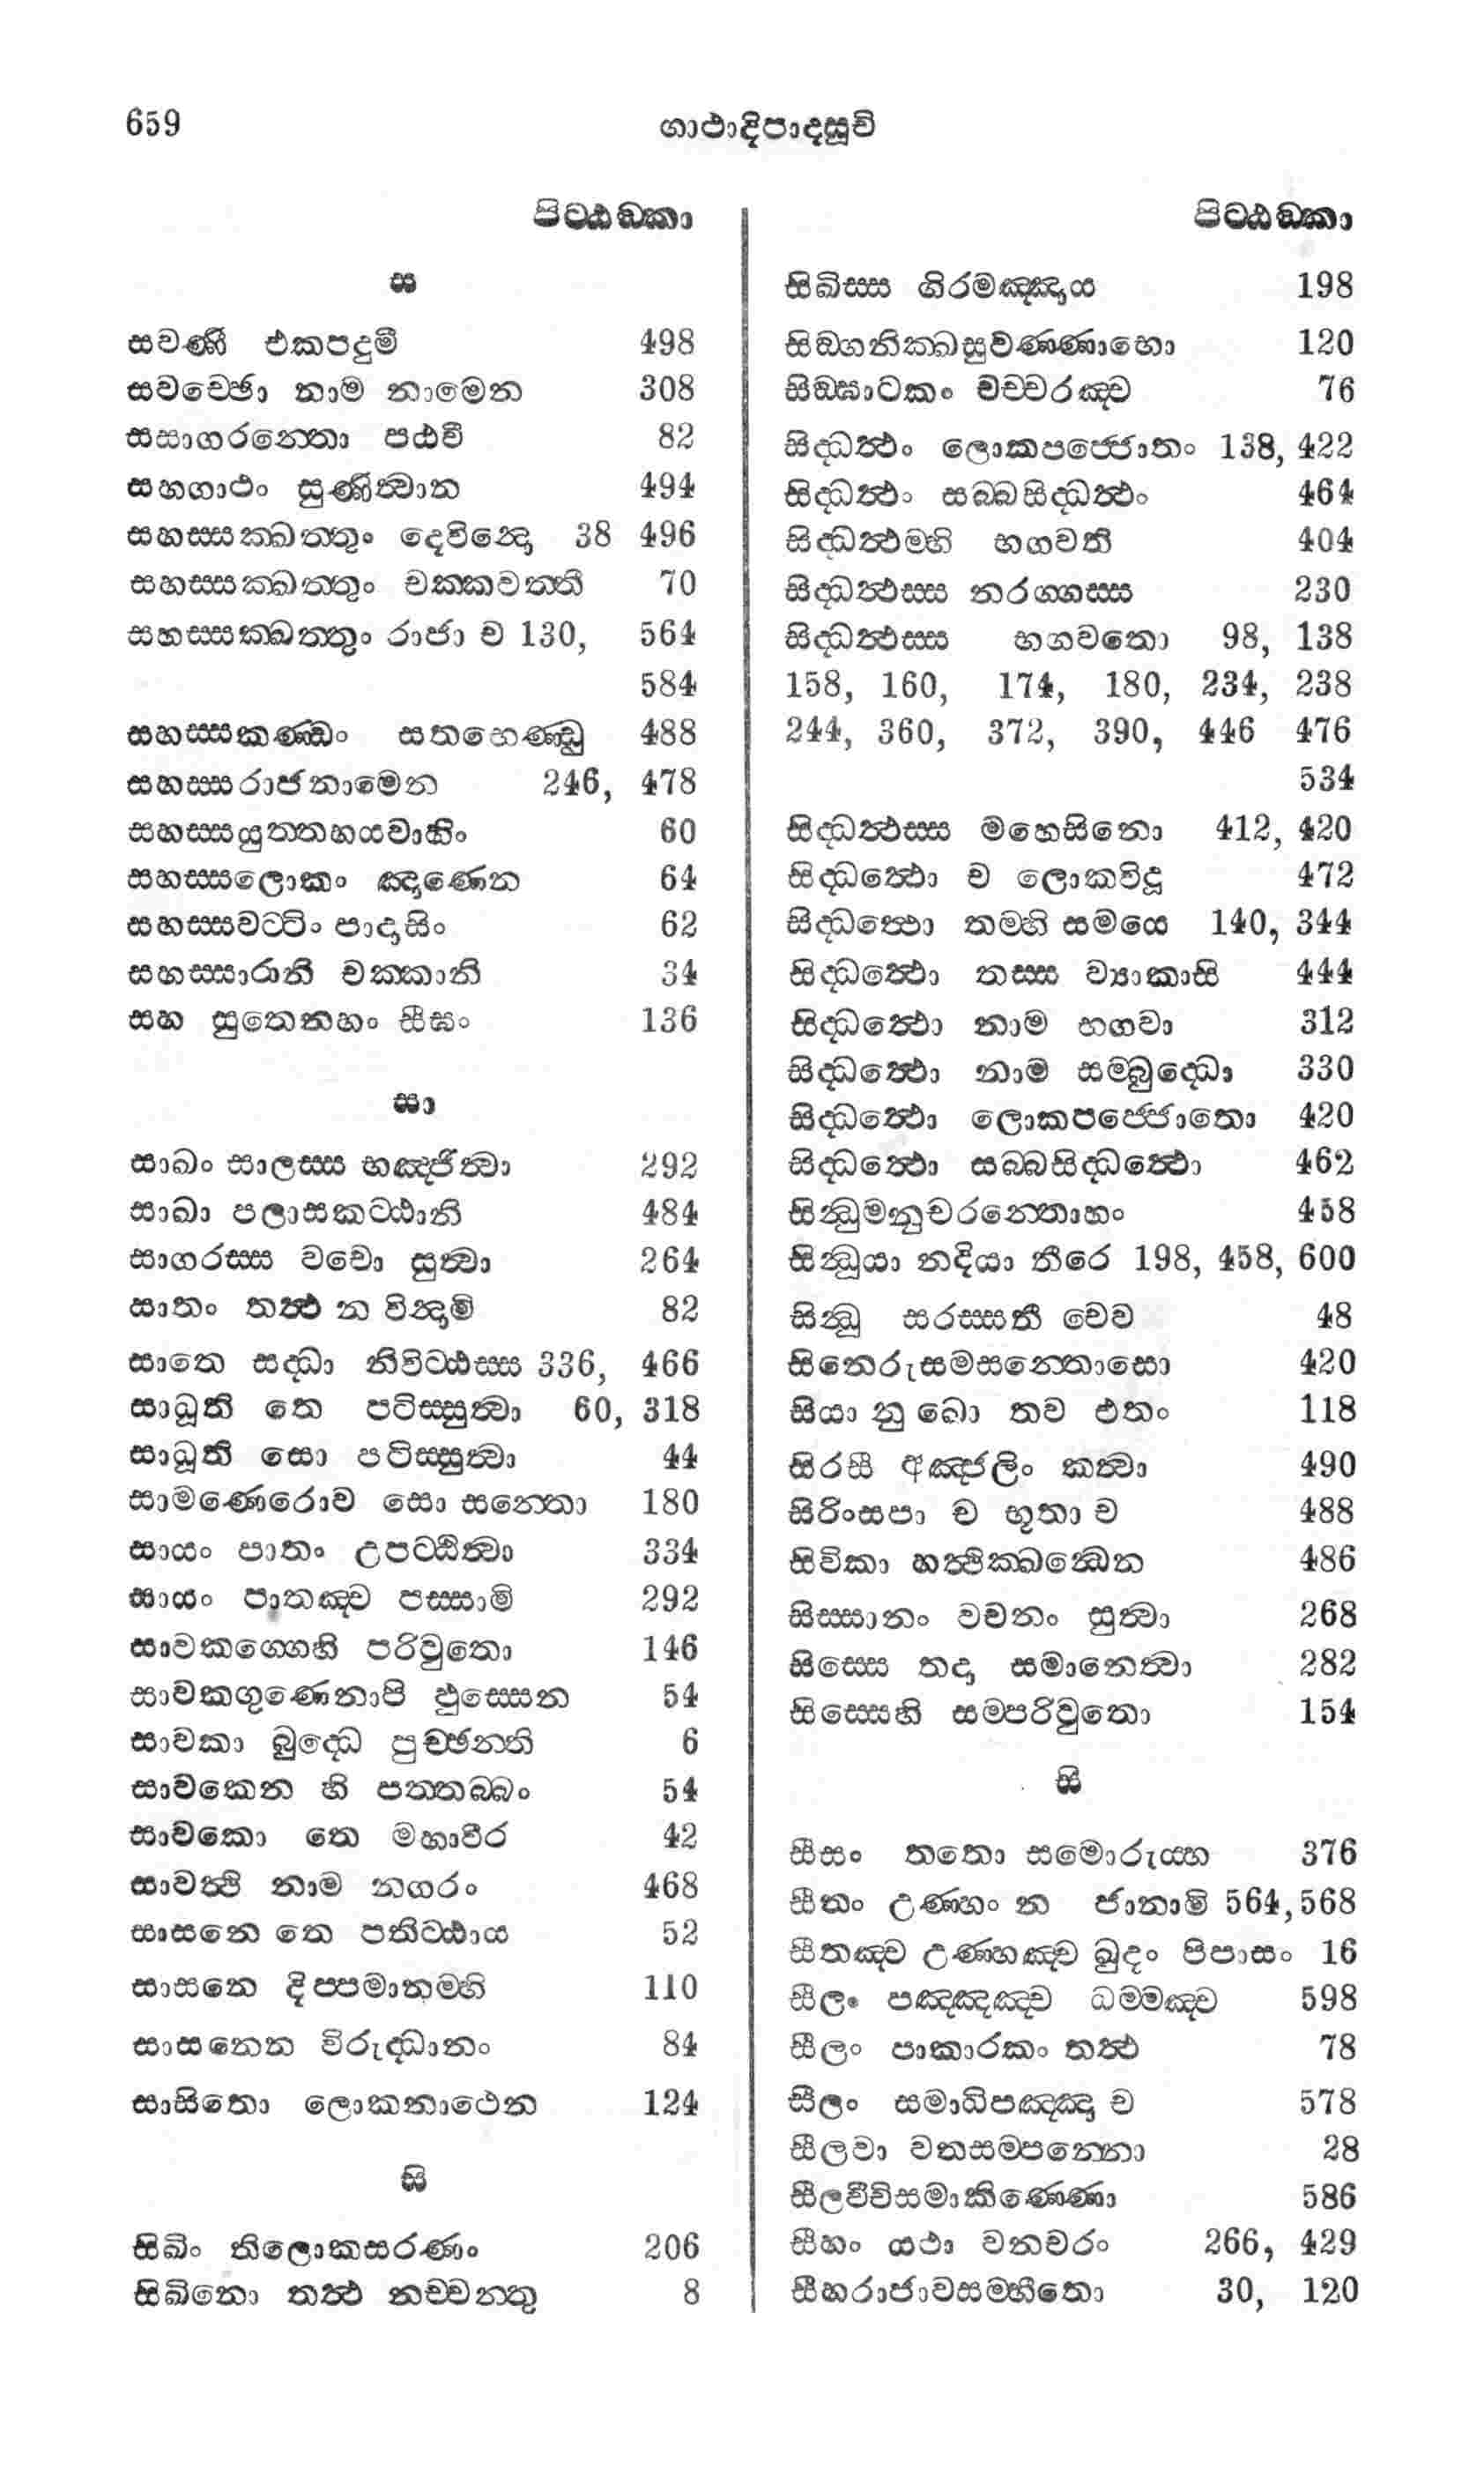 659 ගාථාදිපාදසූචි
පිට්ඨඞ්කා
ස
සවණ්ණී එකපදුමී 498
සවච්ඡො නාම නාමෙන 308
සසාගරන්තො පඨවී 82
සහගාථං සුණිත්වාන 494
සහස්සක්ඛත්තුං දෙවින්දො 38 496
සහස්සක්ඛත්තුං චක්කවත්තී 70
සහස්සක්ඛත්තුං රාජා ච 130, 564
584
සහස්සකණ්ඩං සතභෙණ්ඩු 488
සහස්සරාජනාමෙන 246, 478
සහස්සයුත්තහයවාහිං 60
සහස්සලොකං ඤාණෙන 64
සහස්සවට්ටිං පාදාසිං 62
සහස්සාරානි චක්කානි 34
සහ සුතෙනහං සීඝං 136
සා
සාඛං සාලස්ස භඤ්ජිත්වා 292
සාඛා පලාසකට්ඨානි 484
සාගරස්ස වචො සුත්වා 264
සාතං තත්ථ න වින්දාමි 82
සාතෙ සද්ධා නිවිට්ඨස්ස 336, 466
සාධූති තෙ පටිස්සුත්වා 60, 318
සාධූති සො පටිස්සුත්වා 44
සාමණෙරොච සො සන්තො 180
සායං පාතං උපට්ඨිත්වා 334
සායං පාතඤ්ච පස්සාමි 292
සාවකග්ගෙහි පරිවුතො 146
සාවකගුණෙනාපි ඵුස්සෙන 54
සාවකා බුද්ධෙ පුච්ඡන්ති 6
සාවකෙන හි පත්තබ්බං 54
සාවකො තෙ මහාවීර 42
සාවත්ථි නාම නගරං 468
සාසනෙ තෙ පතිට්ඨාය 52
සාසනෙ දිප්පමානම්හි 110
සාසනෙන විරුද්ධානං 84
සාසිතො ලොකනාථෙන 124
සි
සිඛිං තිලොකසරණං 206
සිඛිනො තත්ථ නච්චන්තු 8
පිට්ඨඞ්කා
සිඛිස්ස ගිරමඤ්ඤාය 198
සිඞ්ගනික්ඛසුවණ්ණාභො 120
සිඞ්ඝාටකං චච්චරඤ්ච 76
සිද්ධත්ථං ලොකපජ්ජොතං 138, 422
සිද්ධත්ථං සබ්බසිද්ධත්ථං 464
සිද්ධත්ථම්හි භගවති 404
සිද්ධත්ථස්ස නරග්ගස්ස 230
සිද්ධත්ථස්ස භගවතො 98, 138
158, 160, 174, 180, 234, 238
244, 360, 372, 390, 446 476
534
සිද්ධත්ථස්ස මහෙසිනො 412, 420
සිද්ධත්ථො ච ලොකවිදූ 472
සිද්ධත්ථො තම්හි සමයෙ 140, 344
සිද්ධත්ථො තස්ස ව්‍යාකාසි 444
සිද්ධත්ථො නාම භගවා 312
සිද්ධත්ථො නාම සම්බුද්ධො 330
සිද්ධත්ථො ලොකපජ්ජොතො 420
සිද්ධත්ථො සබ්බසිද්ධත්ථො 462
සින්ධුමනුචරන්තොහං 458
සින්ධූයා නදියා තීරෙ 198, 458, 600
සින්ධු සරස්සතී චෙව 48
සිනෙරුසමසන්තොසො 420
සියා නු ඛො තව එතං 118
සිරසී අඤ්ජලිං කත්වා 490
සිරිංසපා ච භූතා ච 488
සිවිකා හත්ථික්ඛන්ධෙන 486
සිස්සානං වචනං සුත්වා 268
සිස්සෙ තදා සමානෙත්වා 282
සිස්සෙහි සම්පරිවුතො 154
සී
සීසං තතො සමොරුය්හ 376
සීතං උණ්හං න ජානාමි 564, 568
සීතඤ්ච උණ්හඤ්ච ඛුදං පිපාසං 16
සීලං පඤ්ඤඤ්ච ධම්මඤ්ච 598
සීලං පාකාරකං තත්ථ 78
සීලං සමාධිපඤ්ඤා ච 578
සීලවා වතසම්පන්නො 28
සීලවීචිසමාකිණ්ණො 586
සීහං යථා වනචරං 266, 429
සීහරාජාවසම්භීතො 30, 120